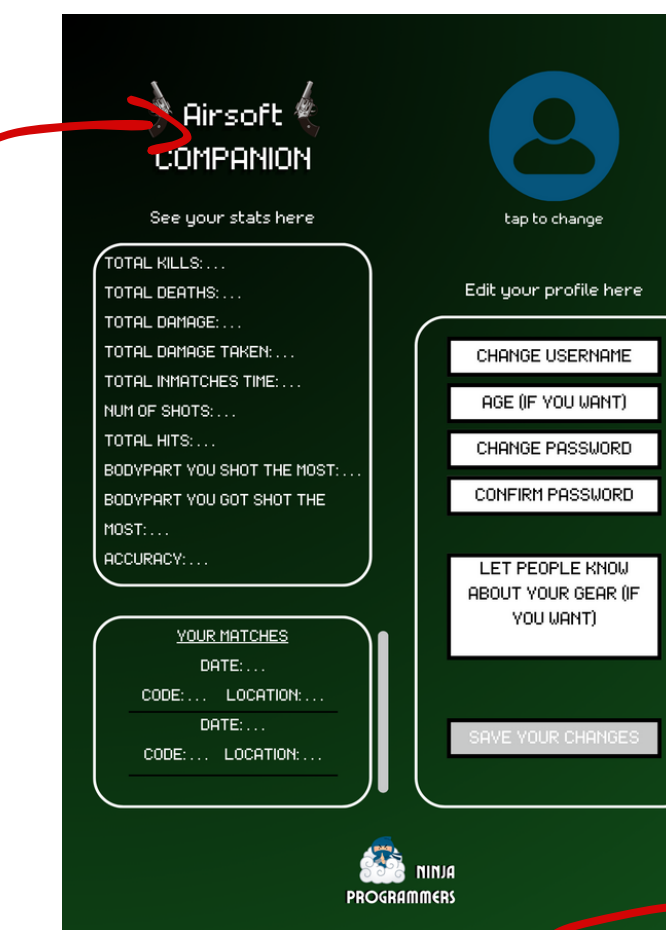 Airsoft
COMPANION
See your stats here
TOTAL KILLS:...
TOTAL DEATHS:...
TOTAL DAMAGE:...
TOTAL DAMAGE TAKEN:...
TOTAL INMATCHES TIME:...
NUM OF SHOTS:...
TOTAL HITS:...
BODYPART YOU SHOT THE MOST:...
BODYPART YOU GOT SHOT THE
MOST:...
ACCURACY:...
YOUR MATCHES
DATE:...
CODE:... LOCATION:...
DATE:...
CODE:... LOCATION:...
tap to change
Edit your profile here
CHANGE USERNAME
AGE (IF YOU WANT)
CHANGE PASSWORD
CONFIRM PASSWORD
LET PEOPLE KNOW
ABOUT YOUR GEAR (IF
YOU WANT)
SAVE YOUR CHANGES
NINJA
PROGRAMMERS